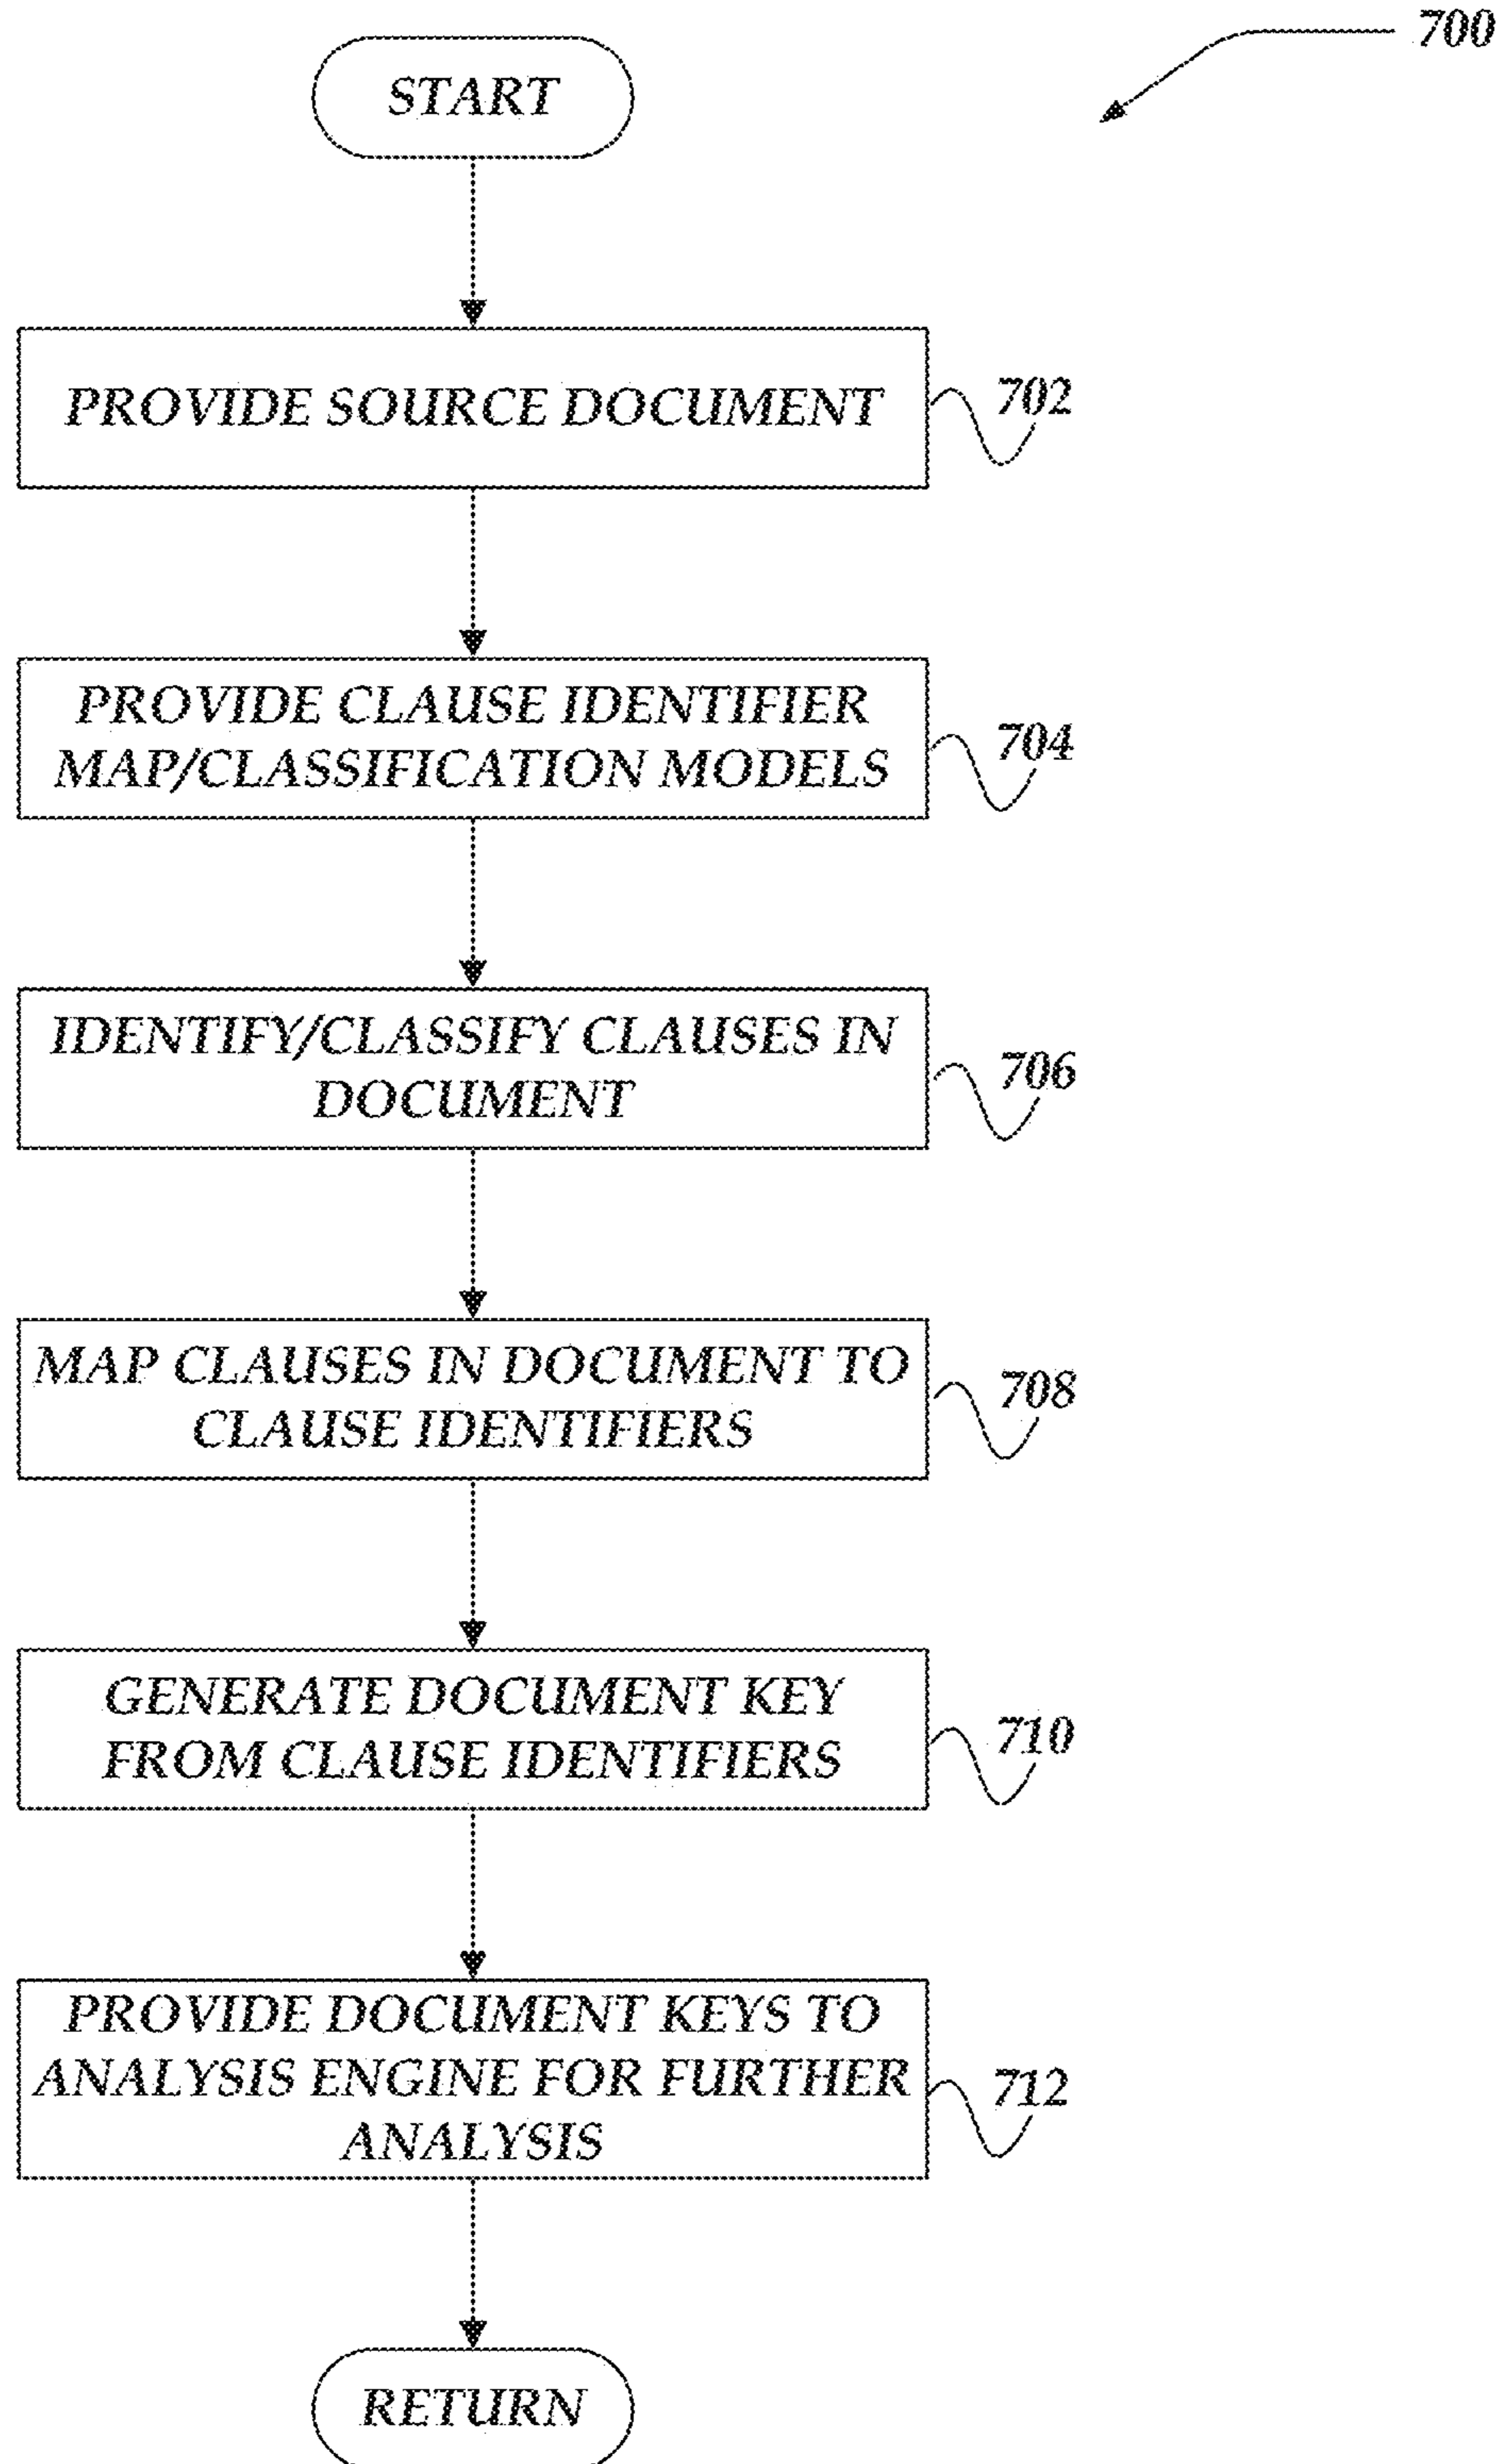 700
START
PROVIDE SOURCE DOCUMENT
702
PROVIDE CLAUSE IDENTIFIER
MAP/CLASSIFICATION MODELS
704
IDENTIFY/CLASSIFY CLAUSES IN
DOCUMENT
706
MAP CLAUSES IN DOCUMENT TO
CLAUSE IDENTIFIERS
708
GENERATE DOCUMENT KEY
FROM CLAUSE IDENTIFIERS
710
PROVIDE DOCUMENT KEYS TO
ANALYSIS ENGINE FOR FURTHER
ANALYSIS
712
RETURN